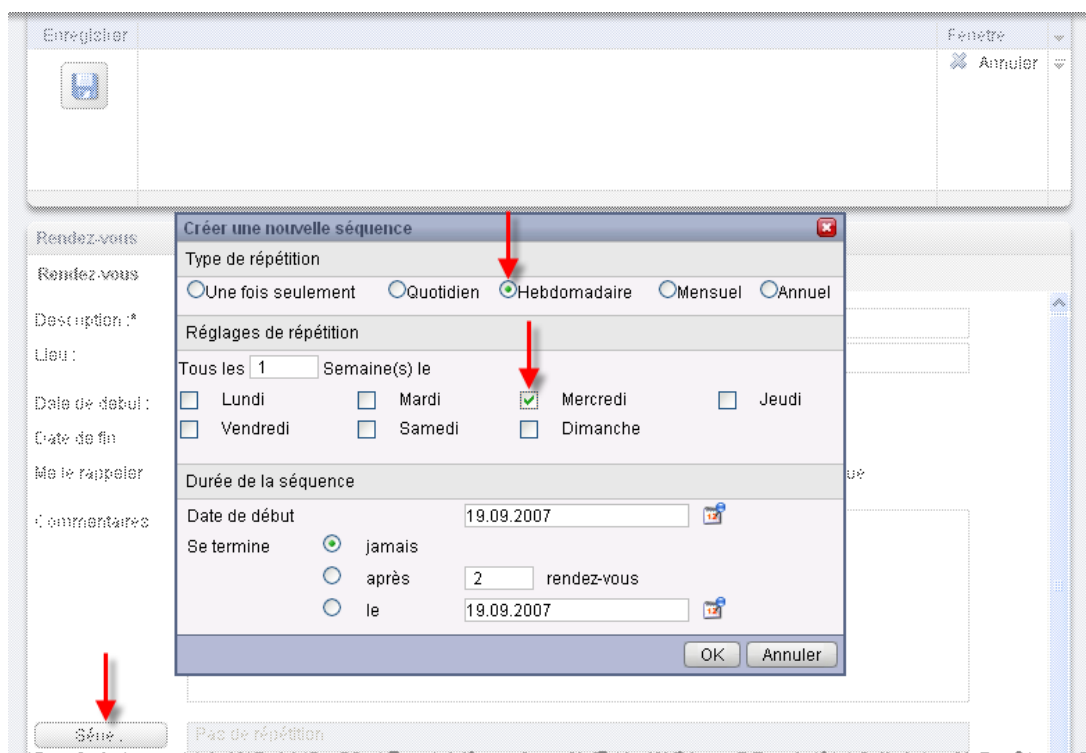 Enregistrer Fenetre
Annuler
Créer une nouvelle séquence
Rendez-vous
Type de répétition
Rendez-vous
Une fois seulement Quotidien Hebdomadaire Mensuel Annuel
Description :*
Réglages de répétition
Lieu :
Tous les 1 Semaine(s) le
Date de debut :
Lundi Mardi Mercredi Jeudi
Date de fin
Vendredi Samedi Dimanche
Me le rappeler
Durée de la séquence
Commentaires
Date de début 19.09.2007
Se termine jamais
après 2 rendez-vous
le 19.09.2007
OK Annuler
Pas de répétition